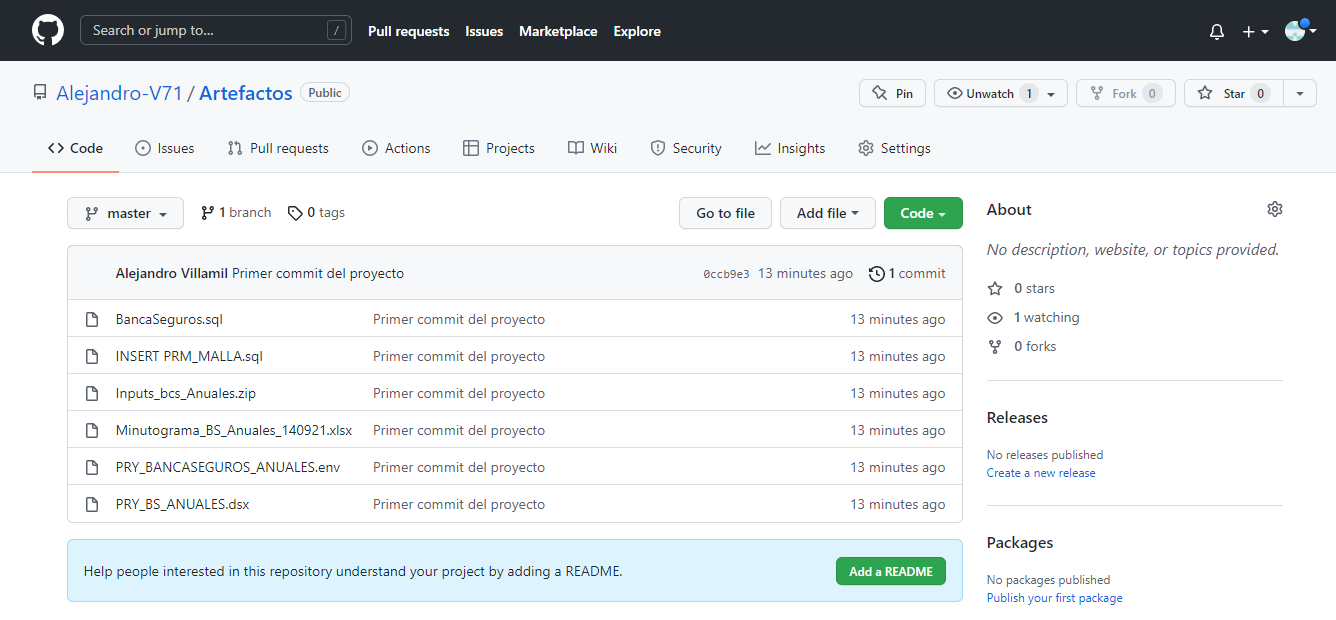 Search or jump to... / Pull requests Issues Marketplace Explore
Alejandro-V71 / Artefactos Public Pin Unwatch 1 Fork 0 Star 0
Code Issues Pull requests Actions Projects Wiki Security Insights Settings
master 1 branch 0 tags Go to file Add file Code
Alejandro Villamil Primer commit del proyecto 0ccb9e3 13 minutes ago 1 commit
BancaSeguros.sql Primer commit del proyecto 13 minutes ago
INSERT PRM_MALLA.sql Primer commit del proyecto 13 minutes ago
Inputs_bcs_Anuales.zip Primer commit del proyecto 13 minutes ago
Minutograma_BS_Anuales_140921.xlsx Primer commit del proyecto 13 minutes ago
PRY_BANCASEGUROS_ANUALES.env Primer commit del proyecto 13 minutes ago
PRY_BS_ANUALES.dsx Primer commit del proyecto 13 minutes ago
Help people interested in this repository understand your project by adding a README. Add a README
About
No description, website, or topics provided.
0 stars
1 watching
0 forks
Releases
No releases published
Create a new release
Packages
No packages published
Publish your first package